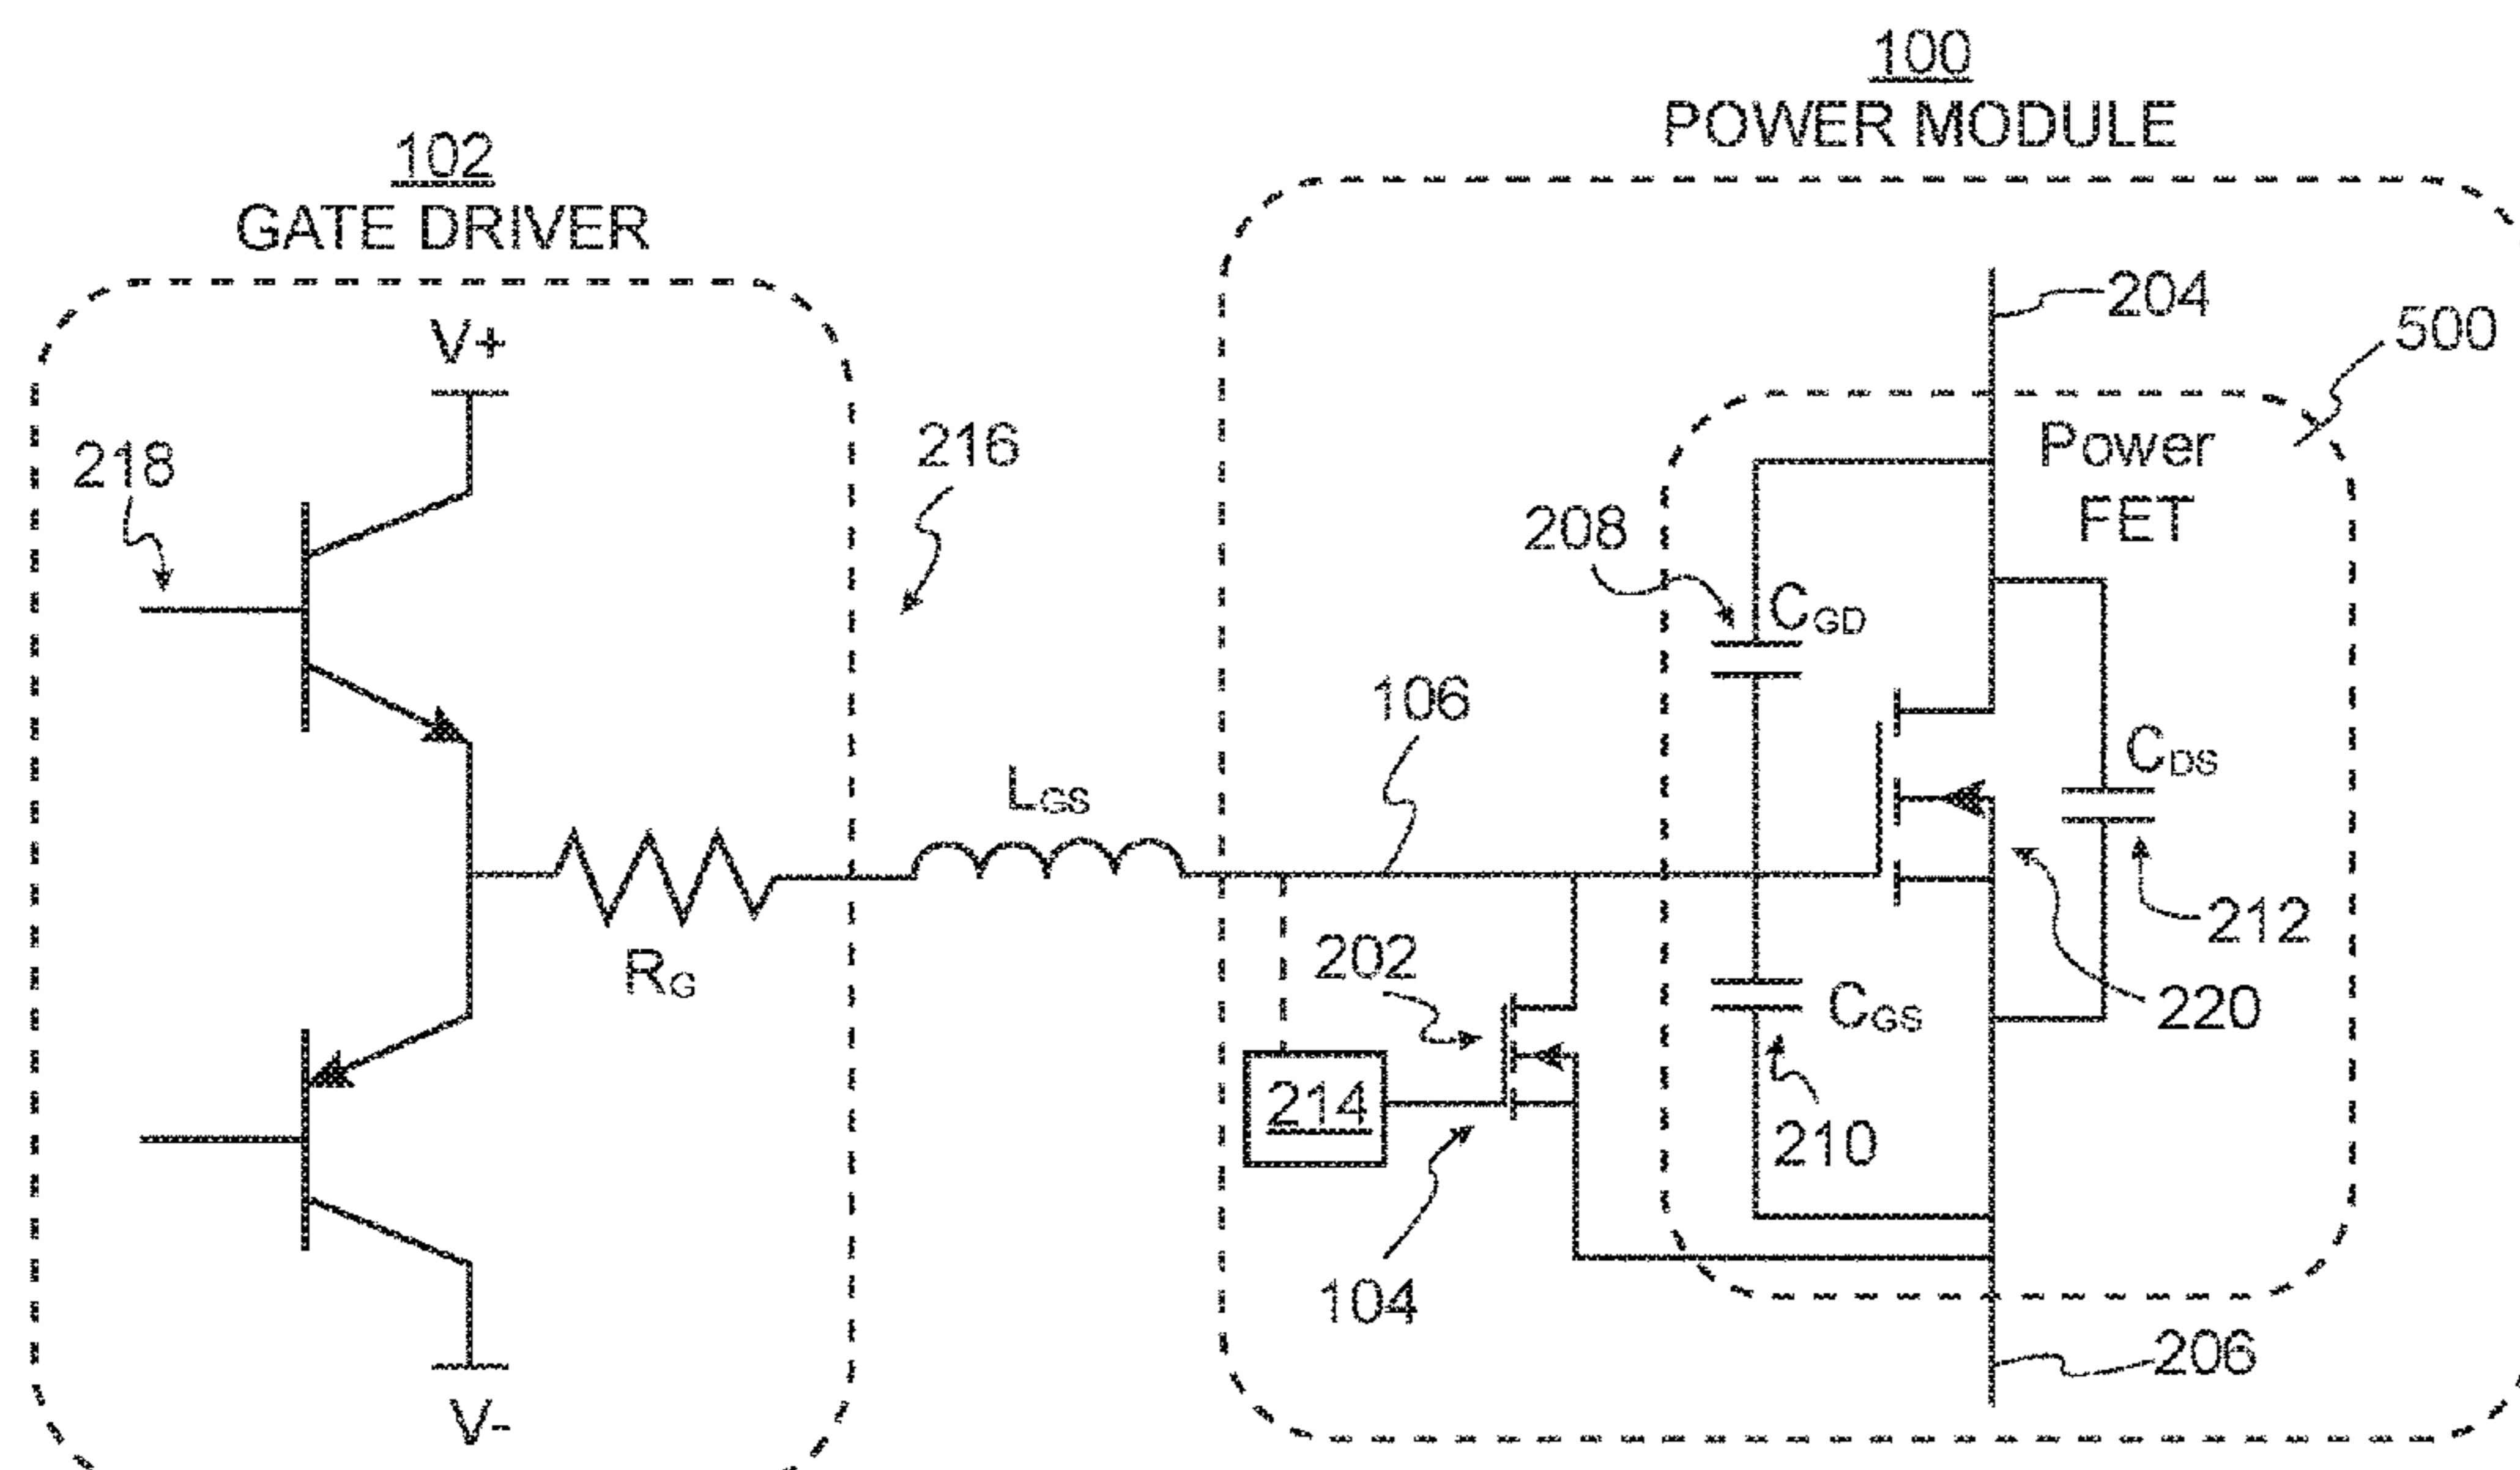 100
POWER MODULE
102
GATE DRIVER
V+
204
500
218
216
Power
FET
208
CGD
106
CDS
LGS
202
212
RG
CGS
220
214
210
104
206
V-